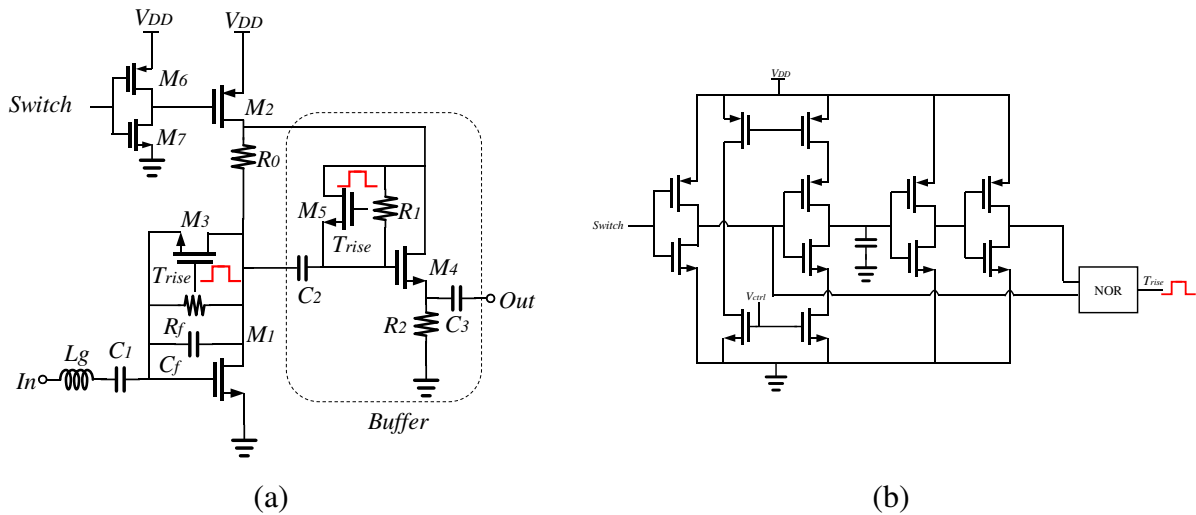 VDD
VDD
M6
Switch
M2
M7
R0
M3
M5
R1
Trise
Trise
M4
C2
Rf
M1
R2
C3
Out
Lg
C1
Cf
In
Buffer
(a)
VDD
Switch
Vctrl
NOR
Trise
(b)